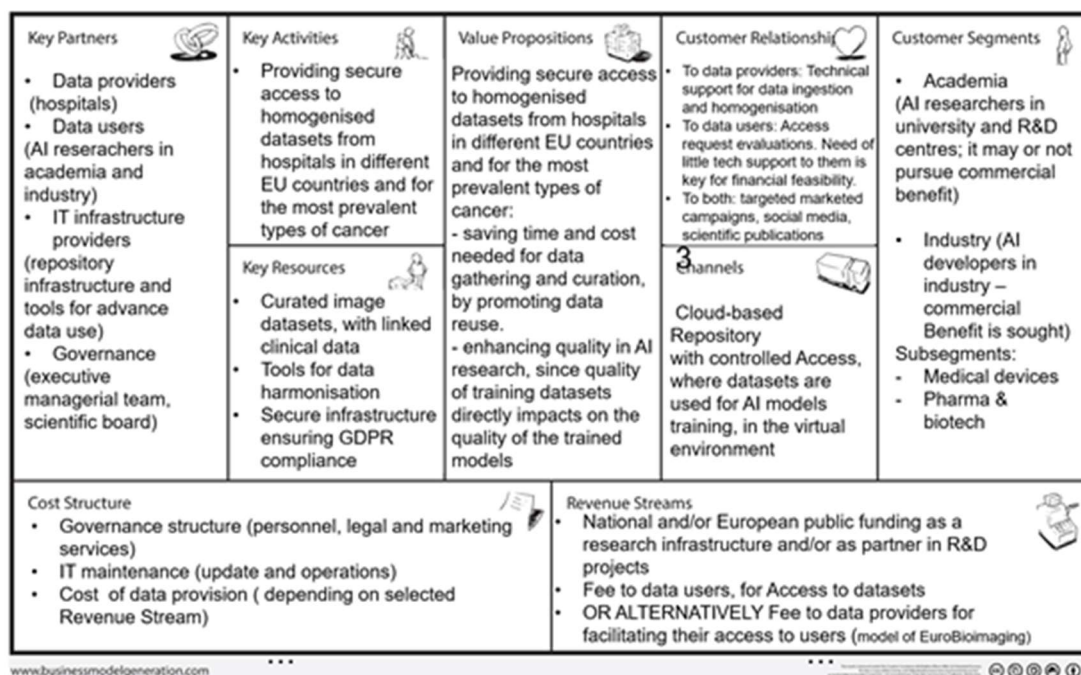 Key Partners
• Data providers
(hospitals)
• Data users
(AI reserachers in
academia and
industry)
• IT infrastructure
providers
(repository
infrastructure and
tools for advance
data use)
• Governance
(executive
managerial team,
scientific board)
Key Activities
• Providing secure
access to
homogenised
datasets from
hospitals in different
EU countries and for
the most prevalent
types of cancer
Key Resources
• Curated image
datasets, with linked
clinical data
• Tools for data
harmonisation
• Secure infrastructure
ensuring GDPR
compliance
Value Propositions
Providing secure access
to homogenised
datasets from hospitals
in different EU countries
and for the most
prevalent types of
cancer:
- saving time and cost
needed for data
gathering and curation,
by promoting data
reuse.
- enhancing quality in AI
research, since quality
of training datasets
directly impacts on the
quality of the trained
models
Customer Relationship
• To data providers: Technical
support for data ingestion
and homogenisation
• To data users: Access
request evaluations. Need of
little tech support to them is
key for financial feasibility.
• To both: targeted marketed
campaigns, social media,
scientific publications
3
Channels
Cloud-based
Repository
with controlled Access,
where datasets are
used for AI models
training, in the virtual
environment
Customer Segments
• Academia
(AI researchers in
university and R&D
centres; it may or not
pursue commercial
benefit)
• Industry (AI
developers in
industry –
commercial
Benefit is sought)
Subsegments:
- Medical devices
- Pharma &
biotech
Cost Structure
• Governance structure (personnel, legal and marketing
services)
• IT maintenance (update and operations)
• Cost of data provision ( depending on selected
Revenue Stream)
Revenue Streams
• National and/or European public funding as a
research infrastructure and/or as partner in R&D
projects
• Fee to data users, for Access to datasets
• OR ALTERNATIVELY Fee to data providers for
facilitating their access to users (model of EuroBioimaging)
www.businessmodelgeneration.com